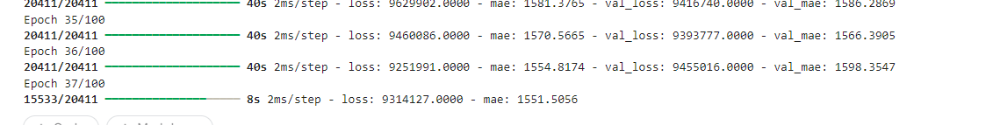 20411/20411 ━━━━━━━━━━━━━━━━━━━━ 40s 2ms/step - loss: 9629902.0000 - mae: 1581.3765 - val_loss: 9416740.0000 - val_mae: 1586.2869
Epoch 35/100
20411/20411 ━━━━━━━━━━━━━━━━━━━━ 40s 2ms/step - loss: 9460086.0000 - mae: 1570.5665 - val_loss: 9393777.0000 - val_mae: 1566.3905
Epoch 36/100
20411/20411 ━━━━━━━━━━━━━━━━━━━━ 40s 2ms/step - loss: 9251991.0000 - mae: 1554.8174 - val_loss: 9455016.0000 - val_mae: 1598.3547
Epoch 37/100
15533/20411 ━━━━━━━━━━━━━━━━━━━━ 8s 2ms/step - loss: 9314127.0000 - mae: 1551.5056